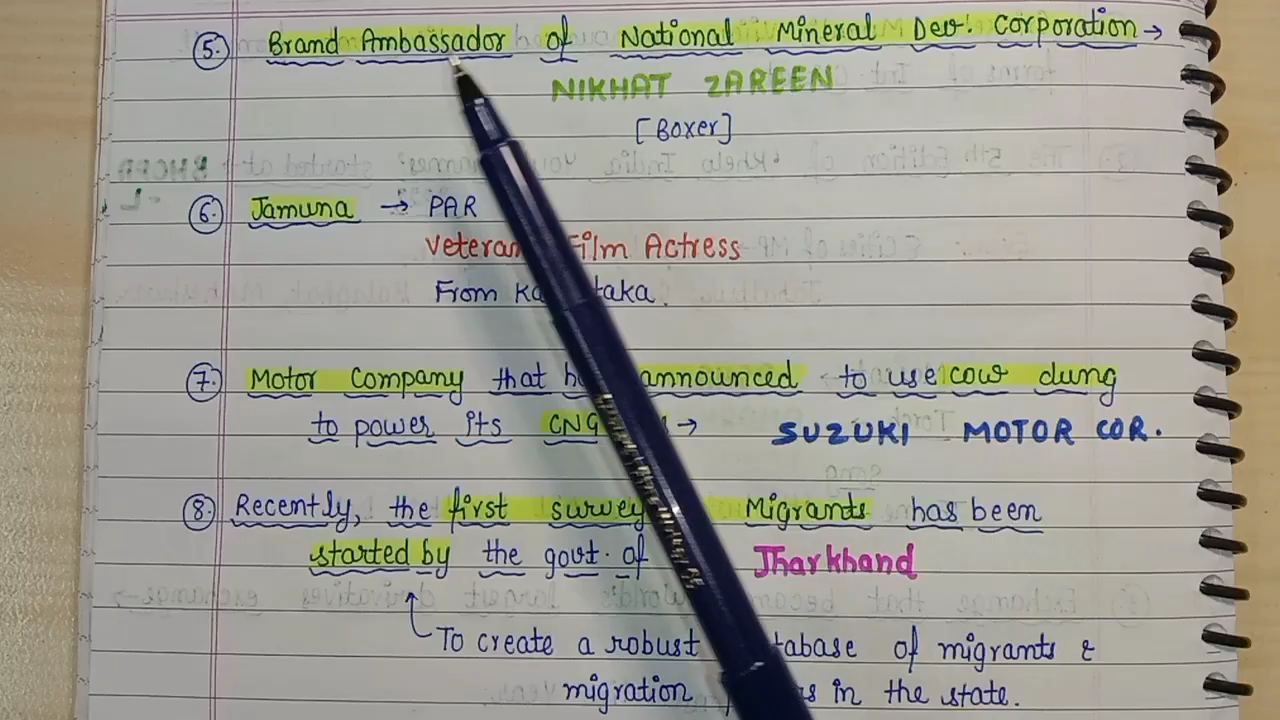 5. Brand Ambassador of National Mineral Dev. Corporation →
NIKHAT ZAREEN
[Boxer]
6. Jamuna → PAR
Veteran Film Actress
From
7. Motor Company that announced to use cow dung
to power its CNG → SUZUKI MOTOR COR.
8. Recently, the first survey Migrants has been
started by the govt. of Jharkhand
To create a robust of migrants &
migration in the state.